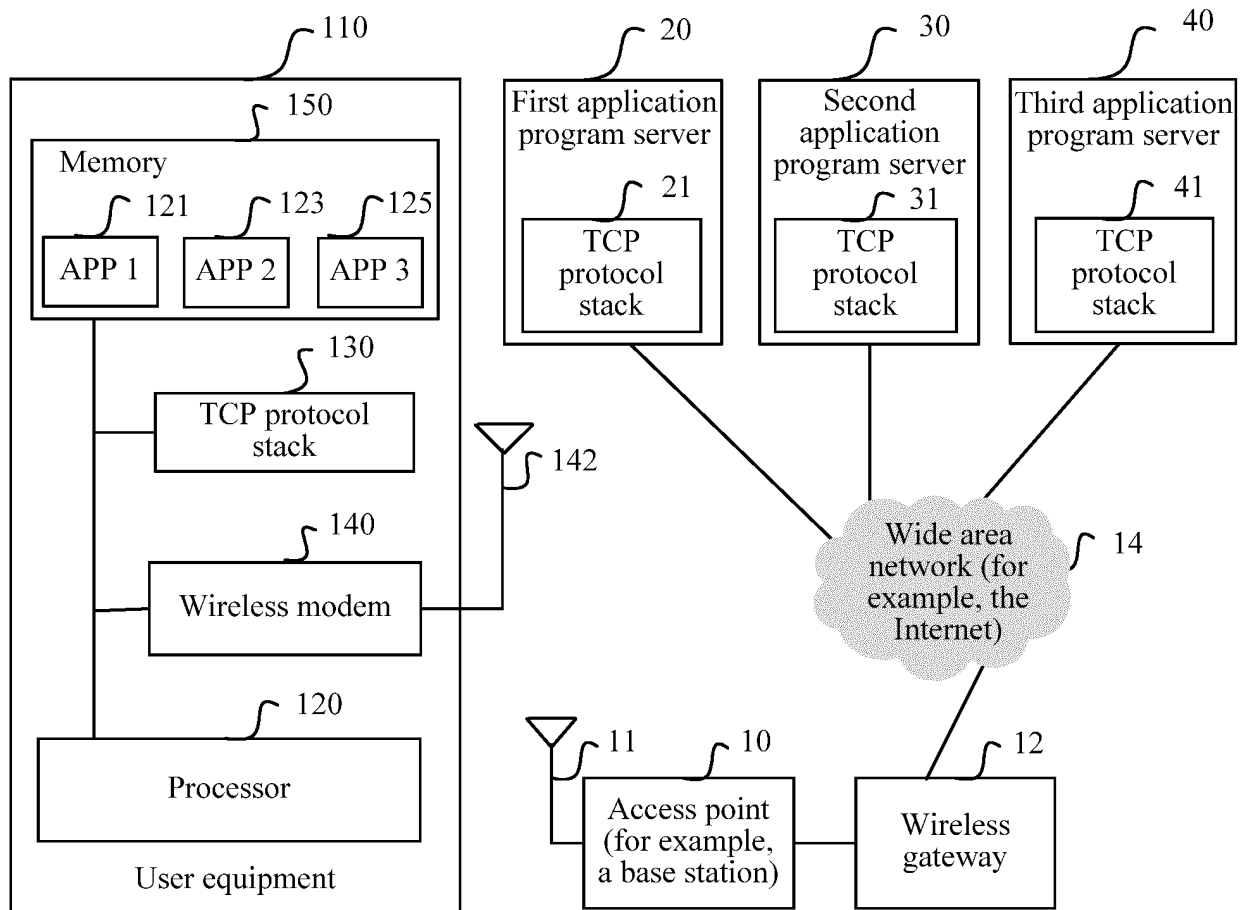 110
20
30
40
150
Memory
121
123
125
APP 1
APP 2
APP 3
First application
program server
21
TCP
protocol
stack
Second
application
program server
31
TCP
protocol
stack
Third application
program server
41
TCP
protocol
stack
130
TCP protocol
stack
142
140
Wireless modem
Wide area
network (for
example, the
Internet)
14
120
Processor
User equipment
11
10
Access point
(for example,
a base station)
12
Wireless
gateway